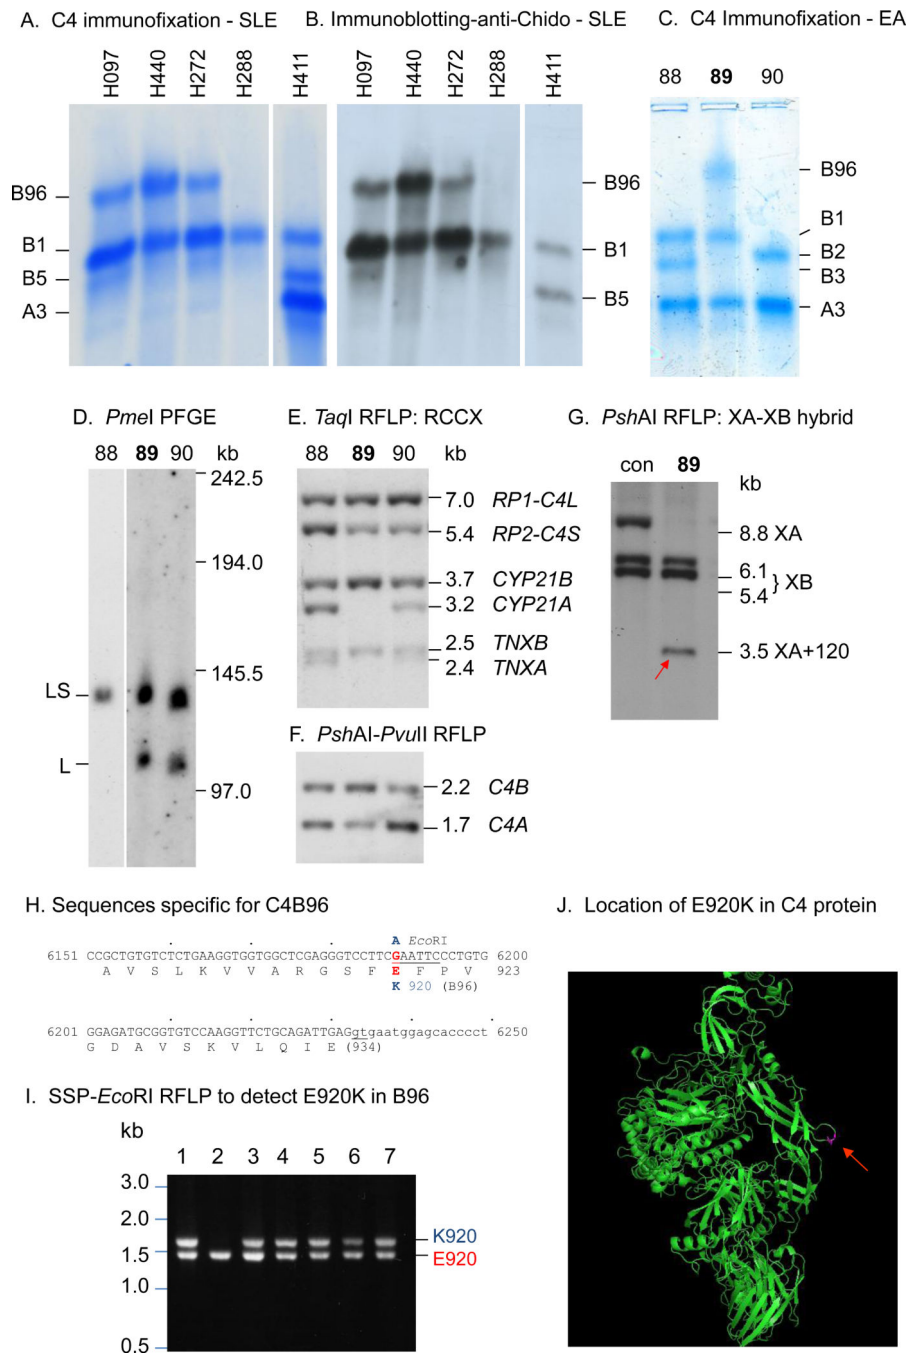 A. C4 immunofixation - SLE
B. Immunoblotting-anti-Chido - SLE
C. C4 Immunofixation - EA
H097 H440 H272 H288 H411
H097 H440 H272 H288 H411
88 89 90
B96
B1
B5
A3
B96
B1
B5
B96
B1
B2
B3
A3
D. PmeI PFGE
88 89 90 kb
242.5
194.0
145.5
97.0
LS
L
E. TaqI RFLP: RCCX
88 89 90 kb
7.0 RP1-C4L
5.4 RP2-C4S
3.7 CYP21B
3.2 CYP21A
2.5 TNXB
2.4 TNXA
F. PshAI-PvuII RFLP
2.2 C4B
1.7 C4A
G. PshAI RFLP: XA-XB hybrid
con 89
kb
8.8 XA
6.1
5.4
} XB
3.5 XA+120
H. Sequences specific for C4B96
A EcoRI
6151 CCGCTGTGTCTCTGAAGGTGGTGGCTCGAGGGTCCTTCGAATTCCCTGTG 6200
A V S L K V V A R G S F E F P V 923
K 920 (B96)
6201 GGAGATGCGGTGTCCAAGGTTCTGCAGATTGAGgtgaatggagcacccct 6250
G D A V S K V L Q I E (934)
I. SSP-EcoRI RFLP to detect E920K in B96
kb
1 2 3 4 5 6 7
3.0
2.0
1.5
1.0
0.5
K920
E920
J. Location of E920K in C4 protein